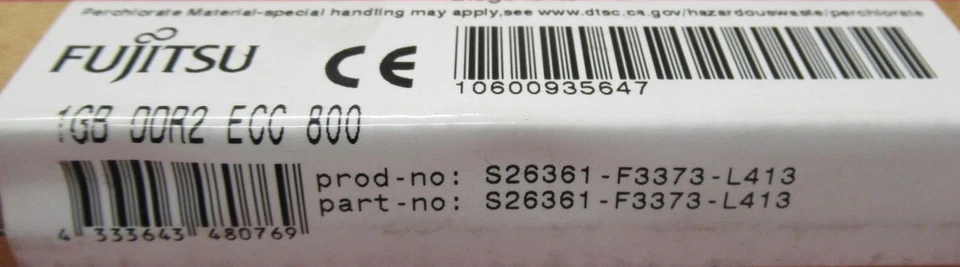 Perchlorate Material-special handling may apply,see www.dtsc.ca.gov/hazardouswaste/perchlorate
FUJITSU
CE
10600935647
1GB DDR2 ECC 800
prod-no: S26361-F3373-L413
part-no: S26361-F3373-L413
4 333643 480769